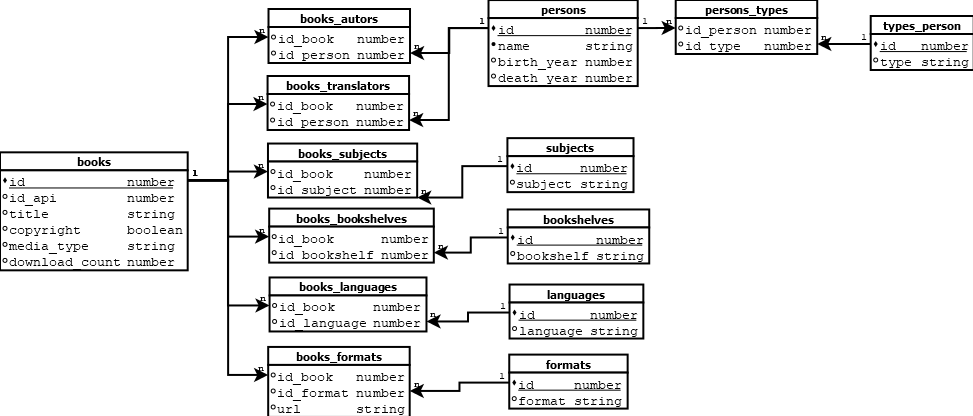 books
id number
id_api number
title string
copyright boolean
media_type string
download_count number
1
books_autors
id_book number
id_person number
n
n
books_translators
id_book number
id_person number
n
n
books_subjects
id_book number
id_subject number
n
n
books_bookshelves
id_book number
id_bookshelf number
n
n
books_languages
id_book number
id_language number
n
n
books_formats
id_book number
id_format number
url string
n
n
persons
id number
name string
birth_year number
death_year number
1
1
persons_types
id_person number
id_type number
n
n
types_person
id number
type string
1
subjects
id number
subject string
1
bookshelves
id number
bookshelf string
1
languages
id number
language string
1
formats
id number
format string
1